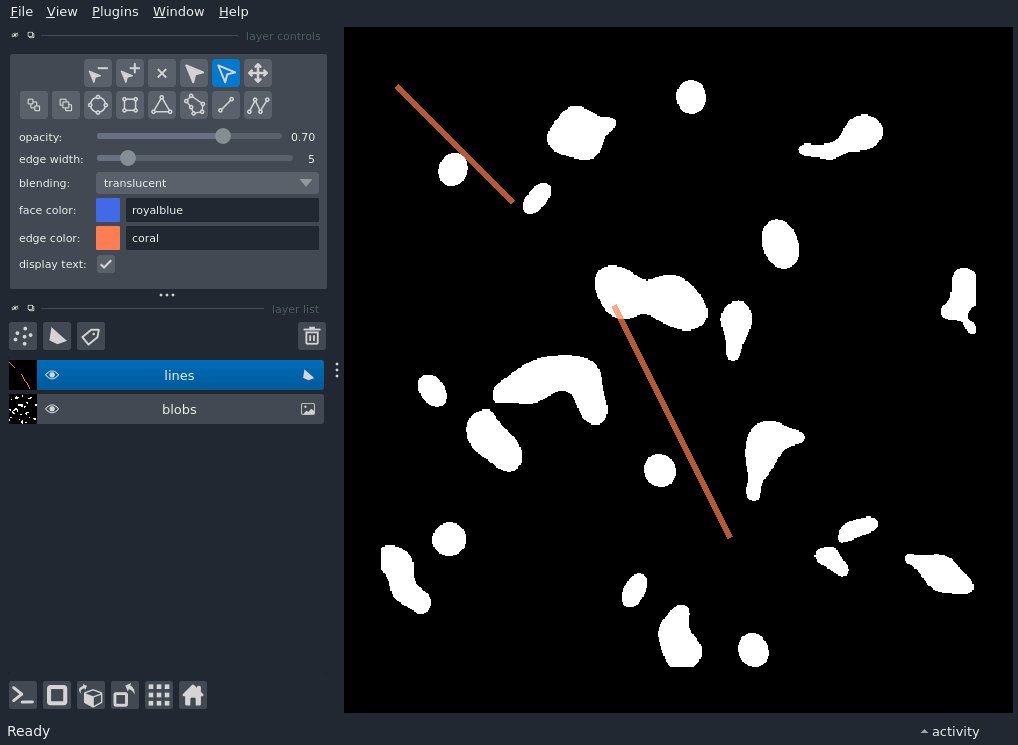 File View Plugins Window Help
layer controls
opacity: 0.70
edge width: 5
blending: translucent
face color: royalblue
edge color: coral
display text:
layer list
lines
blobs
Ready activity